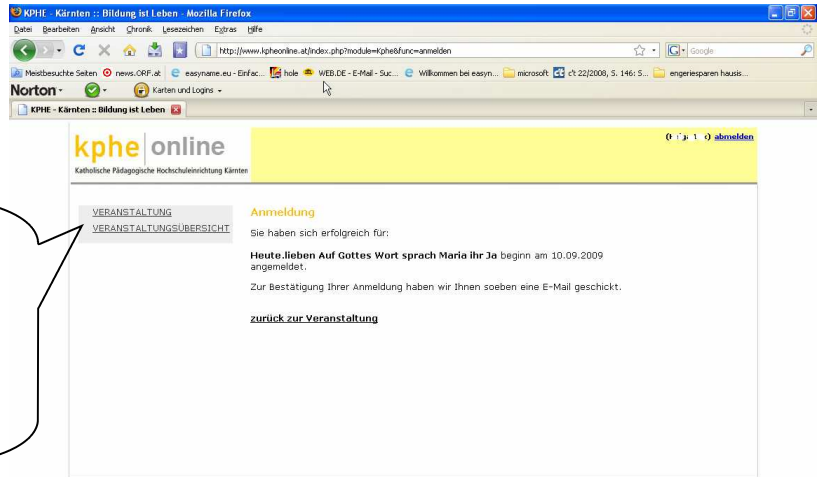 KPHE - Kärnten :: Bildung ist Leben - Mozilla Firefox
Datei Bearbeiten Ansicht Chronik Lesezeichen Extras Hilfe
http://www.kpheonline.at/index.php?module=Kphe&func=anmelden
Google
Meistbesuchte Seiten news.ORF.at easyname.eu - Einfac... hole WEB.DE - E-Mail - Suc... Willkommen bei easyn... microsoft c't 22/2008, S. 146: S... engeriesparen hausis...
Norton Karten und Logins
KPHE - Kärnten :: Bildung ist Leben
abmelden
kphe online
Katholische Pädagogische Hochschuleinrichtung Kärnten
VERANSTALTUNG
VERANSTALTUNGSÜBERSICHT
Anmeldung
Sie haben sich erfolgreich für:
Heute.lieben Auf Gottes Wort sprach Maria ihr Ja beginn am 10.09.2009
angemeldet.
Zur Bestätigung Ihrer Anmeldung haben wir Ihnen soeben eine E-Mail geschickt.
zurück zur Veranstaltung